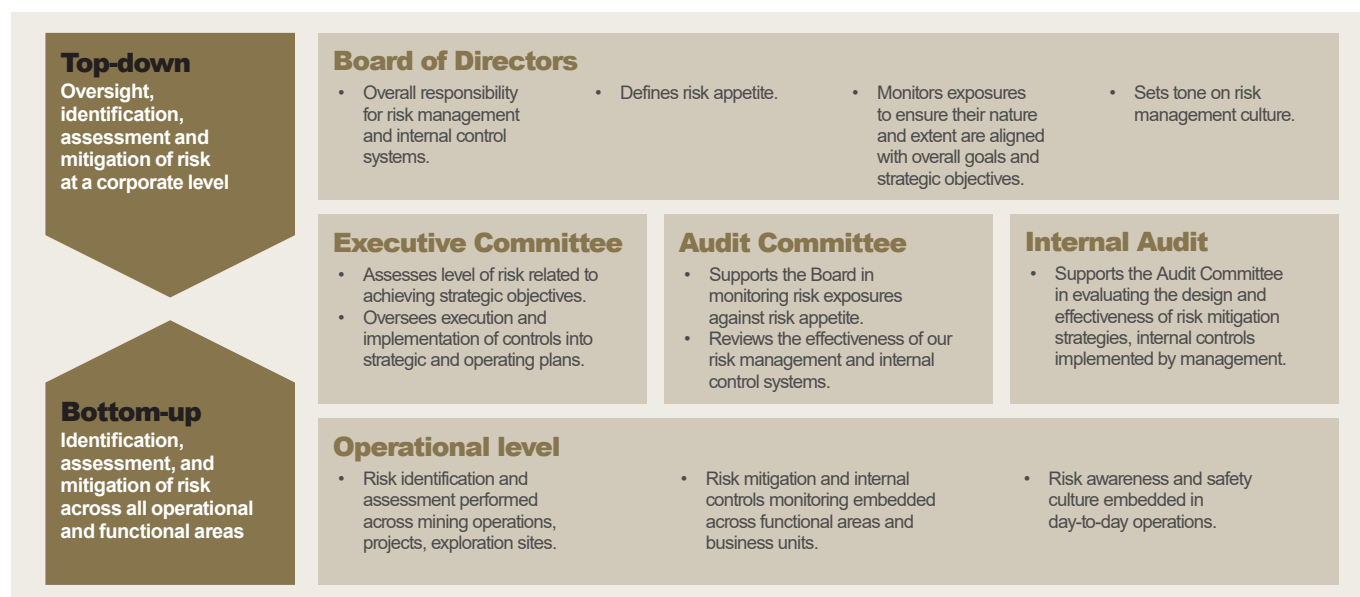 Top-down
Oversight,
identification,
assessment and
mitigation of risk
at a corporate level
Board of Directors
• Overall responsibility
for risk management
and internal control
systems.
• Defines risk appetite.
• Monitors exposures
to ensure their nature
and extent are aligned
with overall goals and
strategic objectives.
• Sets tone on risk
management culture.
Executive Committee
• Assesses level of risk related to
achieving strategic objectives.
• Oversees execution and
implementation of controls into
strategic and operating plans.
Audit Committee
• Supports the Board in
monitoring risk exposures
against risk appetite.
• Reviews the effectiveness of our
risk management and internal
control systems.
Internal Audit
• Supports the Audit Committee
in evaluating the design and
effectiveness of risk mitigation
strategies, internal controls
implemented by management.
Bottom-up
Identification,
assessment, and
mitigation of risk
across all operational
and functional areas
Operational level
• Risk identification and
assessment performed
across mining operations,
projects, exploration sites.
• Risk mitigation and internal
controls monitoring embedded
across functional areas and
business units.
• Risk awareness and safety
culture embedded in
day-to-day operations.